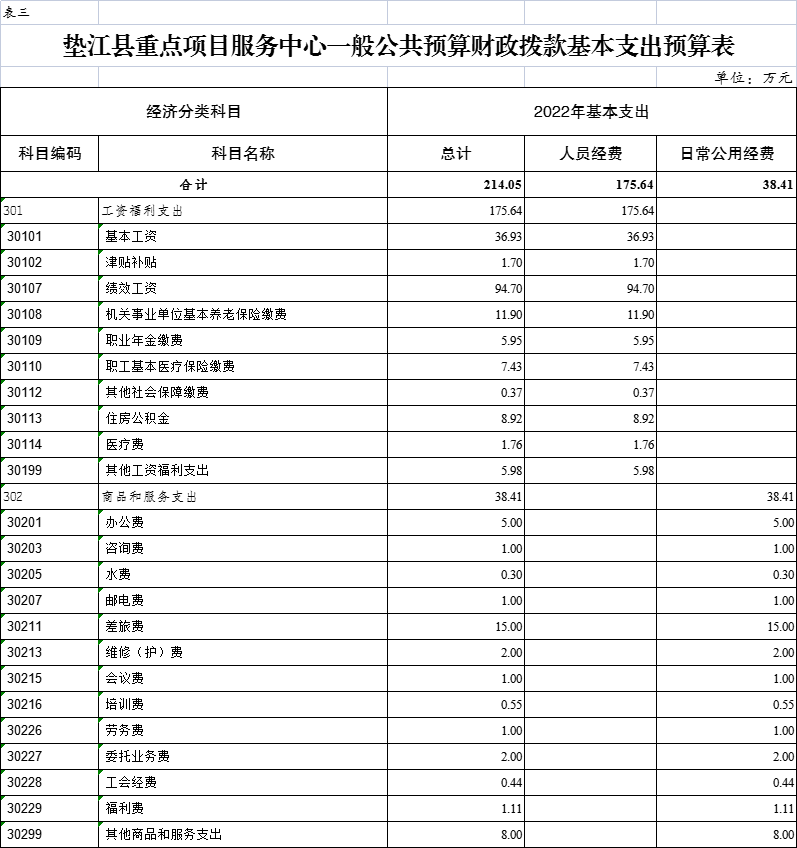 表三
垫江县重点项目服务中心一般公共预算财政拨款基本支出预算表
单位：万元
经济分类科目 2022年基本支出
科目编码 科目名称 总计 人员经费 日常公用经费
合计 214.05 175.64 38.41
301 工资福利支出 175.64 175.64
30101 基本工资 36.93 36.93
30102 津贴补贴 1.70 1.70
30107 绩效工资 94.70 94.70
30108 机关事业单位基本养老保险缴费 11.90 11.90
30109 职业年金缴费 5.95 5.95
30110 职工基本医疗保险缴费 7.43 7.43
30112 其他社会保障缴费 0.37 0.37
30113 住房公积金 8.92 8.92
30114 医疗费 1.76 1.76
30199 其他工资福利支出 5.98 5.98
302 商品和服务支出 38.41 38.41
30201 办公费 5.00 5.00
30203 咨询费 1.00 1.00
30205 水费 0.30 0.30
30207 邮电费 1.00 1.00
30211 差旅费 15.00 15.00
30213 维修（护）费 2.00 2.00
30215 会议费 1.00 1.00
30216 培训费 0.55 0.55
30226 劳务费 1.00 1.00
30227 委托业务费 2.00 2.00
30228 工会经费 0.44 0.44
30229 福利费 1.11 1.11
30299 其他商品和服务支出 8.00 8.00